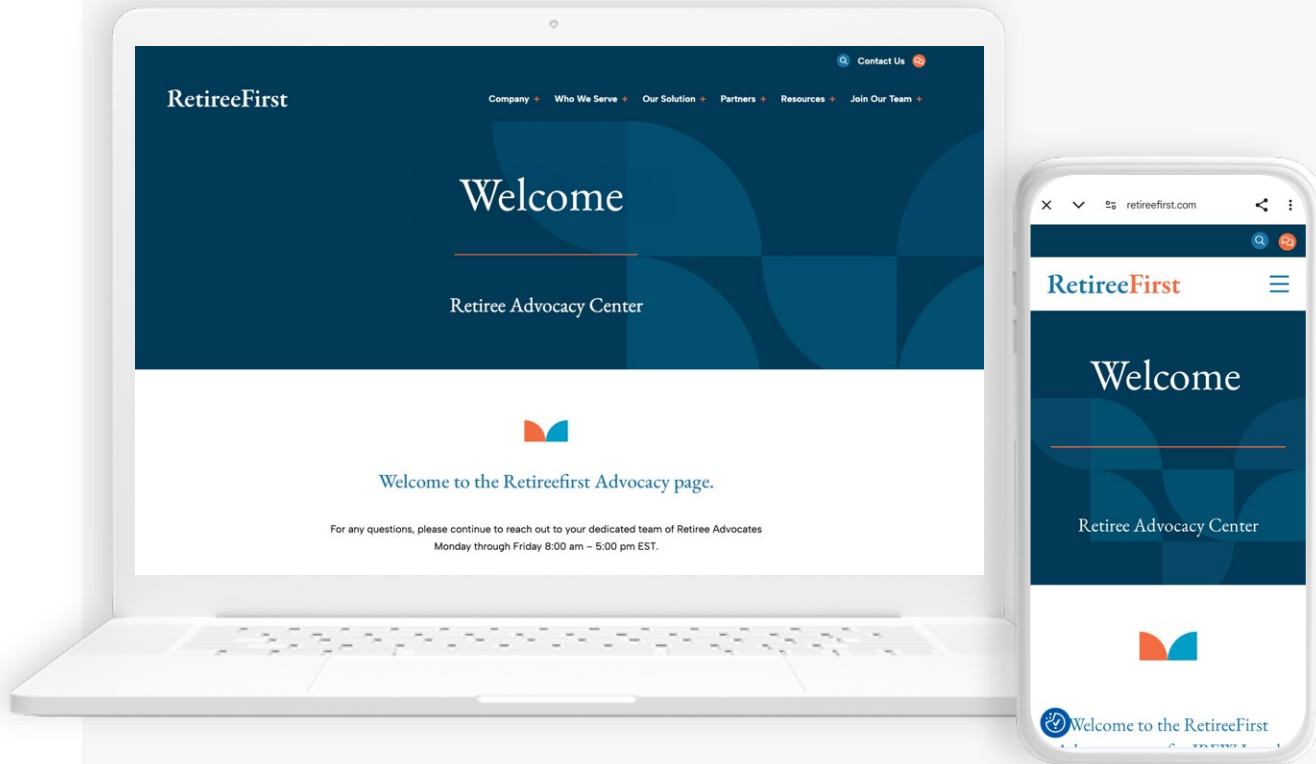 Contact Us
RetireeFirst
Company + Who We Serve + Our Solution + Partners + Resources + Join Our Team +
Welcome
Retiree Advocacy Center
Welcome to the Retireefirst Advocacy page.
For any questions, please continue to reach out to your dedicated team of Retiree Advocates
Monday through Friday 8:00 am – 5:00 pm EST.
retireefirst.com
RetireeFirst
Welcome
Retiree Advocacy Center
Welcome to the RetireeFirst